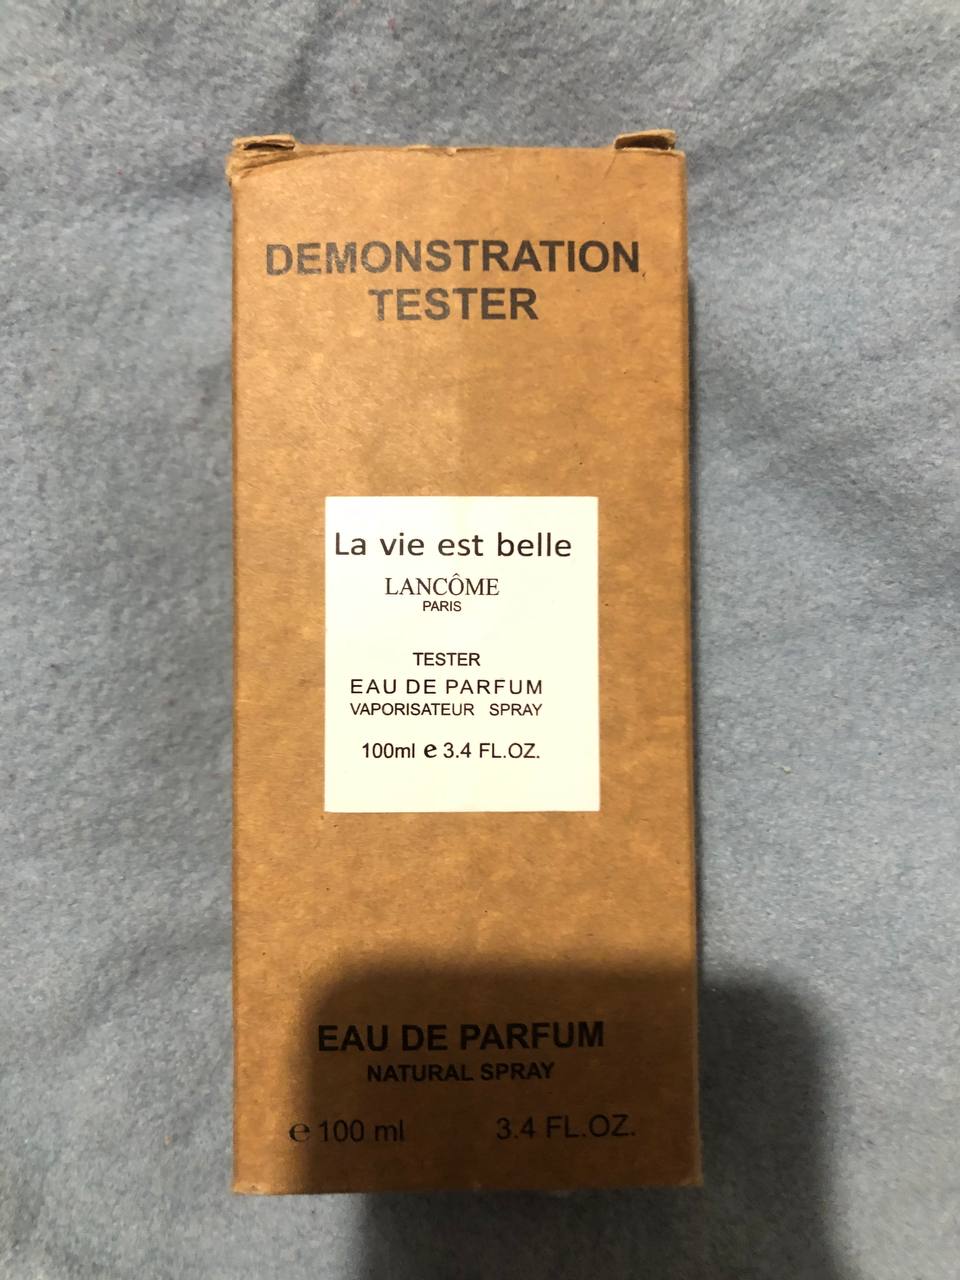 DEMONSTRATION
TESTER
La vie est belle
LANCÔME
PARIS
TESTER
EAU DE PARFUM
VAPORISATEUR SPRAY
100ml ℮ 3.4 FL.OZ.
EAU DE PARFUM
NATURAL SPRAY
℮ 100 ml 3.4 FL.OZ.